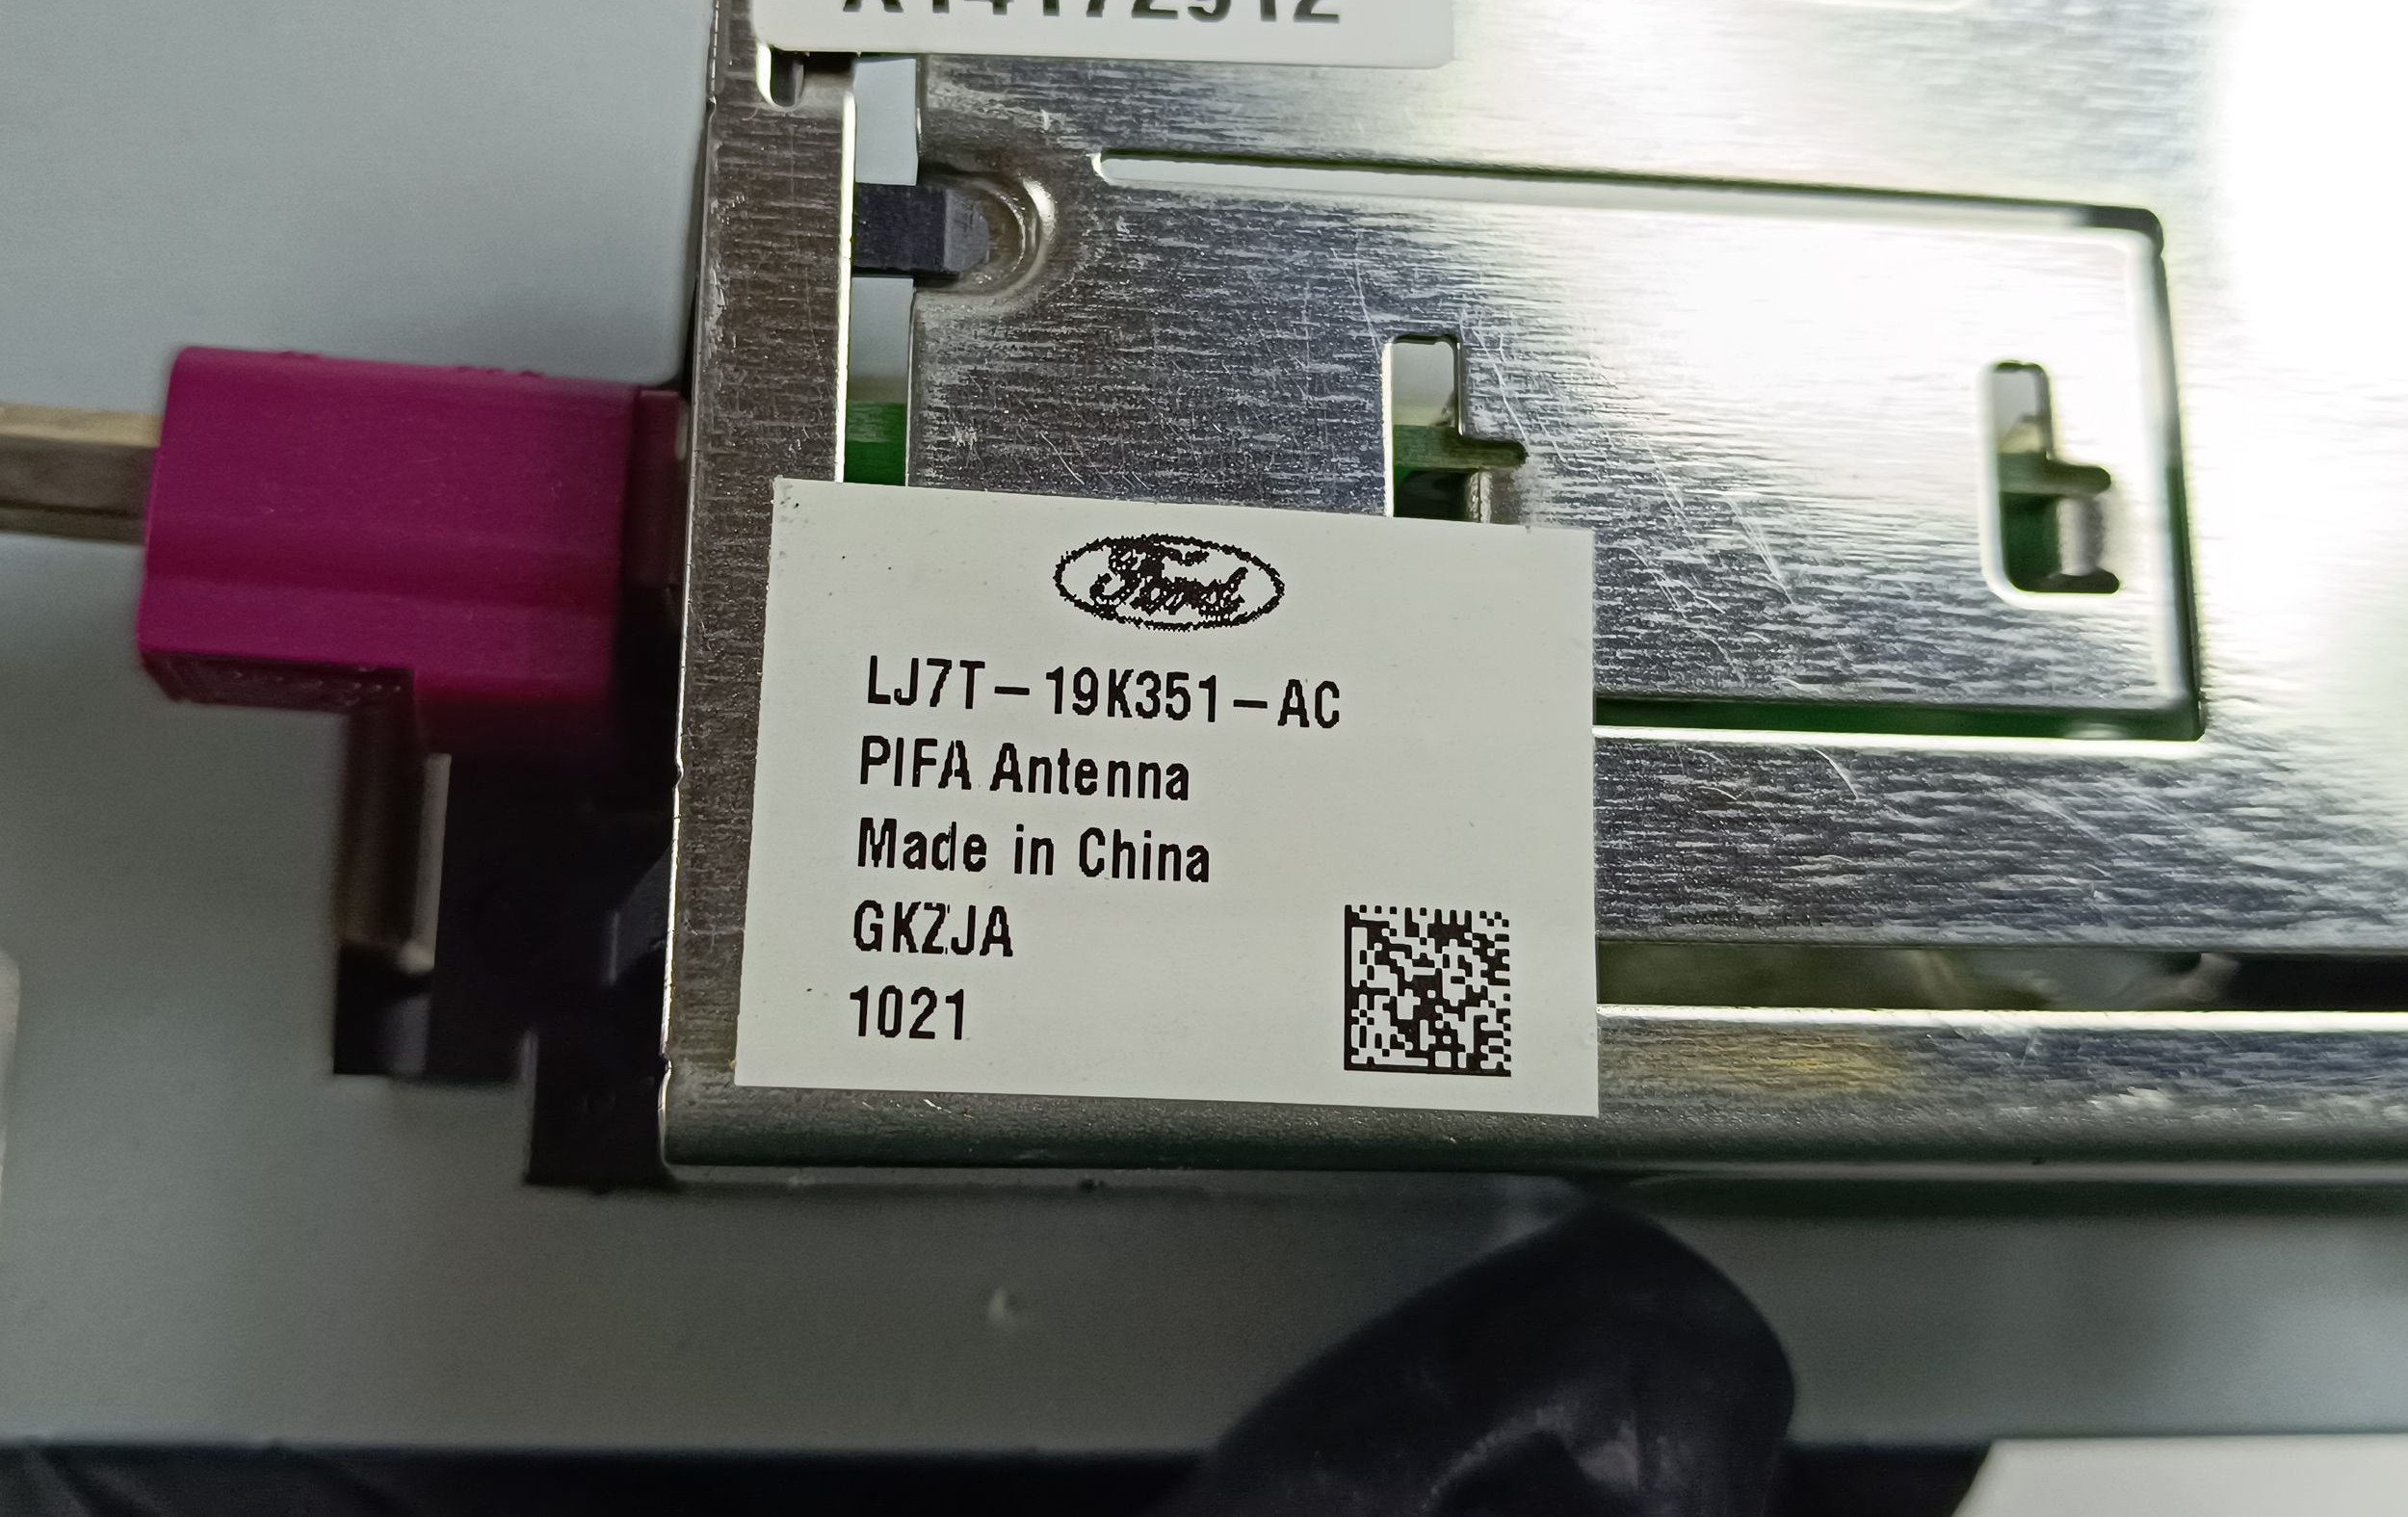 Ford
LJ7T-19K351-AC
PIFA Antenna
Made in China
GKZJA
1021